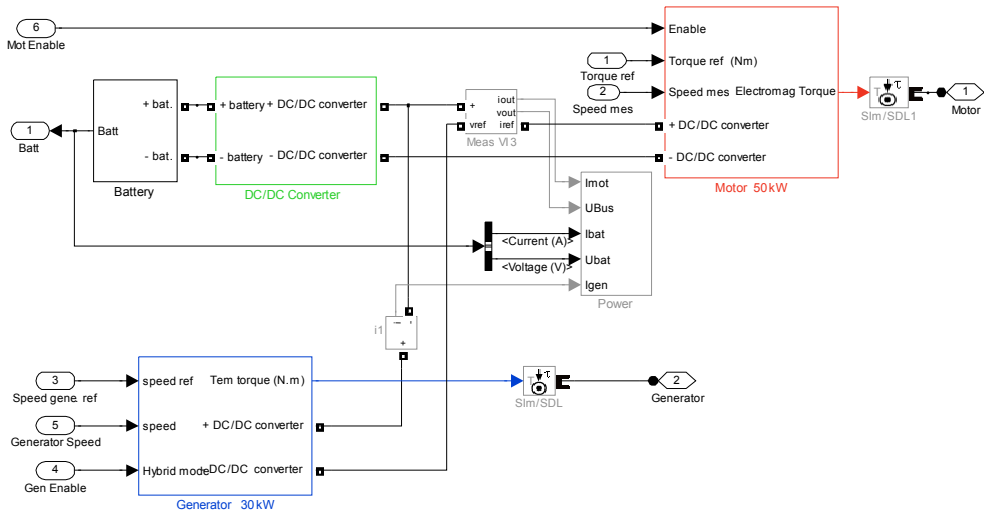 6
Mot Enable
Enable
1
Torque ref
Torque ref (Nm)
2
Speed mes
Speed mes
Electromag Torque
+ DC/DC converter
- DC/DC converter
Motor 50kW
T
τ
Slm/SDL1
1
Motor
1
Batt
Batt
+ bat.
- bat.
Battery
+ battery
+ DC/DC converter
- battery
- DC/DC converter
DC/DC Converter
+
vref
iout
vout
iref
Meas VI3
Imot
UBus
Ibat
Ubat
Igen
Power
<Current (A)>
<Voltage (V)>
i1
+
3
Speed gene. ref
5
Generator Speed
4
Gen Enable
speed ref
Tem torque (N.m)
speed
+ DC/DC converter
Hybrid mode
-DC/DC converter
Generator 30kW
T
τ
Slm/SDL
2
Generator